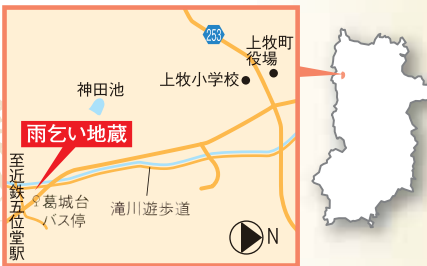 253
上牧町
役場
上牧小学校
神田池
雨乞い地蔵
至近鉄五位堂駅
葛城台
バス停
滝川遊歩道
N